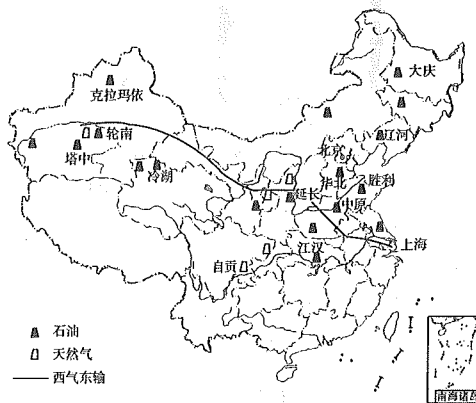 大庆
克拉玛依
轮南
辽河
北京
塔中
冷湖
华北
胜利
延长
中原
上海
江汉
自贡
石油
天然气
西气东输
南海诸岛